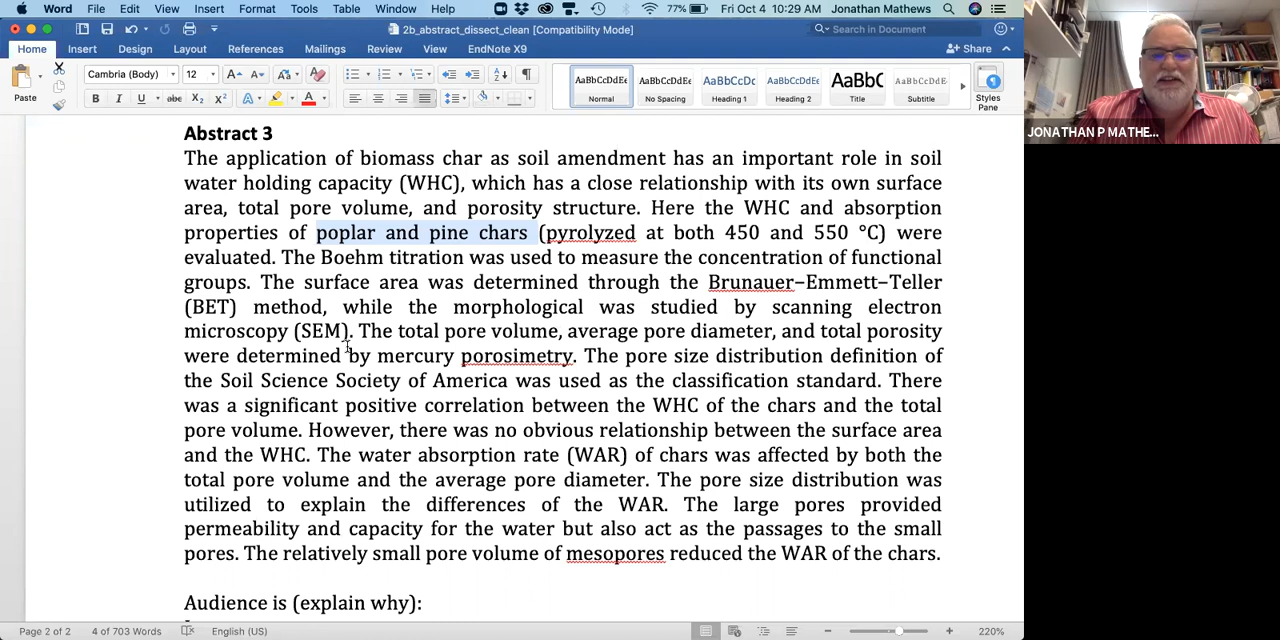 Word File Edit View Insert Format Tools Table Window Help 77% Fri Oct 4 10:29 AM Jonathan Mathews
2b_abstract_dissect_clean [Compatibility Mode] Search in Document
Home Insert Design Layout References Mailings Review View EndNote X9 Share
Paste Cambria (Body) 12 A A Aa A
B I U abc X2 X2 A A
AaBbCcDdEe AaBbCcDdEe AaBbCcDc AaBbCcDdEe AaBbC AaBbCcDdEe
Normal No Spacing Heading 1 Heading 2 Title Subtitle Styles Pane
JONATHAN P MATHE...
Abstract 3
The application of biomass char as soil amendment has an important role in soil
water holding capacity (WHC), which has a close relationship with its own surface
area, total pore volume, and porosity structure. Here the WHC and absorption
properties of poplar and pine chars (pyrolyzed at both 450 and 550 °C) were
evaluated. The Boehm titration was used to measure the concentration of functional
groups. The surface area was determined through the Brunauer−Emmett−Teller
(BET) method, while the morphological was studied by scanning electron
microscopy (SEM). The total pore volume, average pore diameter, and total porosity
were determined by mercury porosimetry. The pore size distribution definition of
the Soil Science Society of America was used as the classification standard. There
was a significant positive correlation between the WHC of the chars and the total
pore volume. However, there was no obvious relationship between the surface area
and the WHC. The water absorption rate (WAR) of chars was affected by both the
total pore volume and the average pore diameter. The pore size distribution was
utilized to explain the differences of the WAR. The large pores provided
permeability and capacity for the water but also act as the passages to the small
pores. The relatively small pore volume of mesopores reduced the WAR of the chars.
Audience is (explain why):
Page 2 of 2 4 of 703 Words English (US) 220%